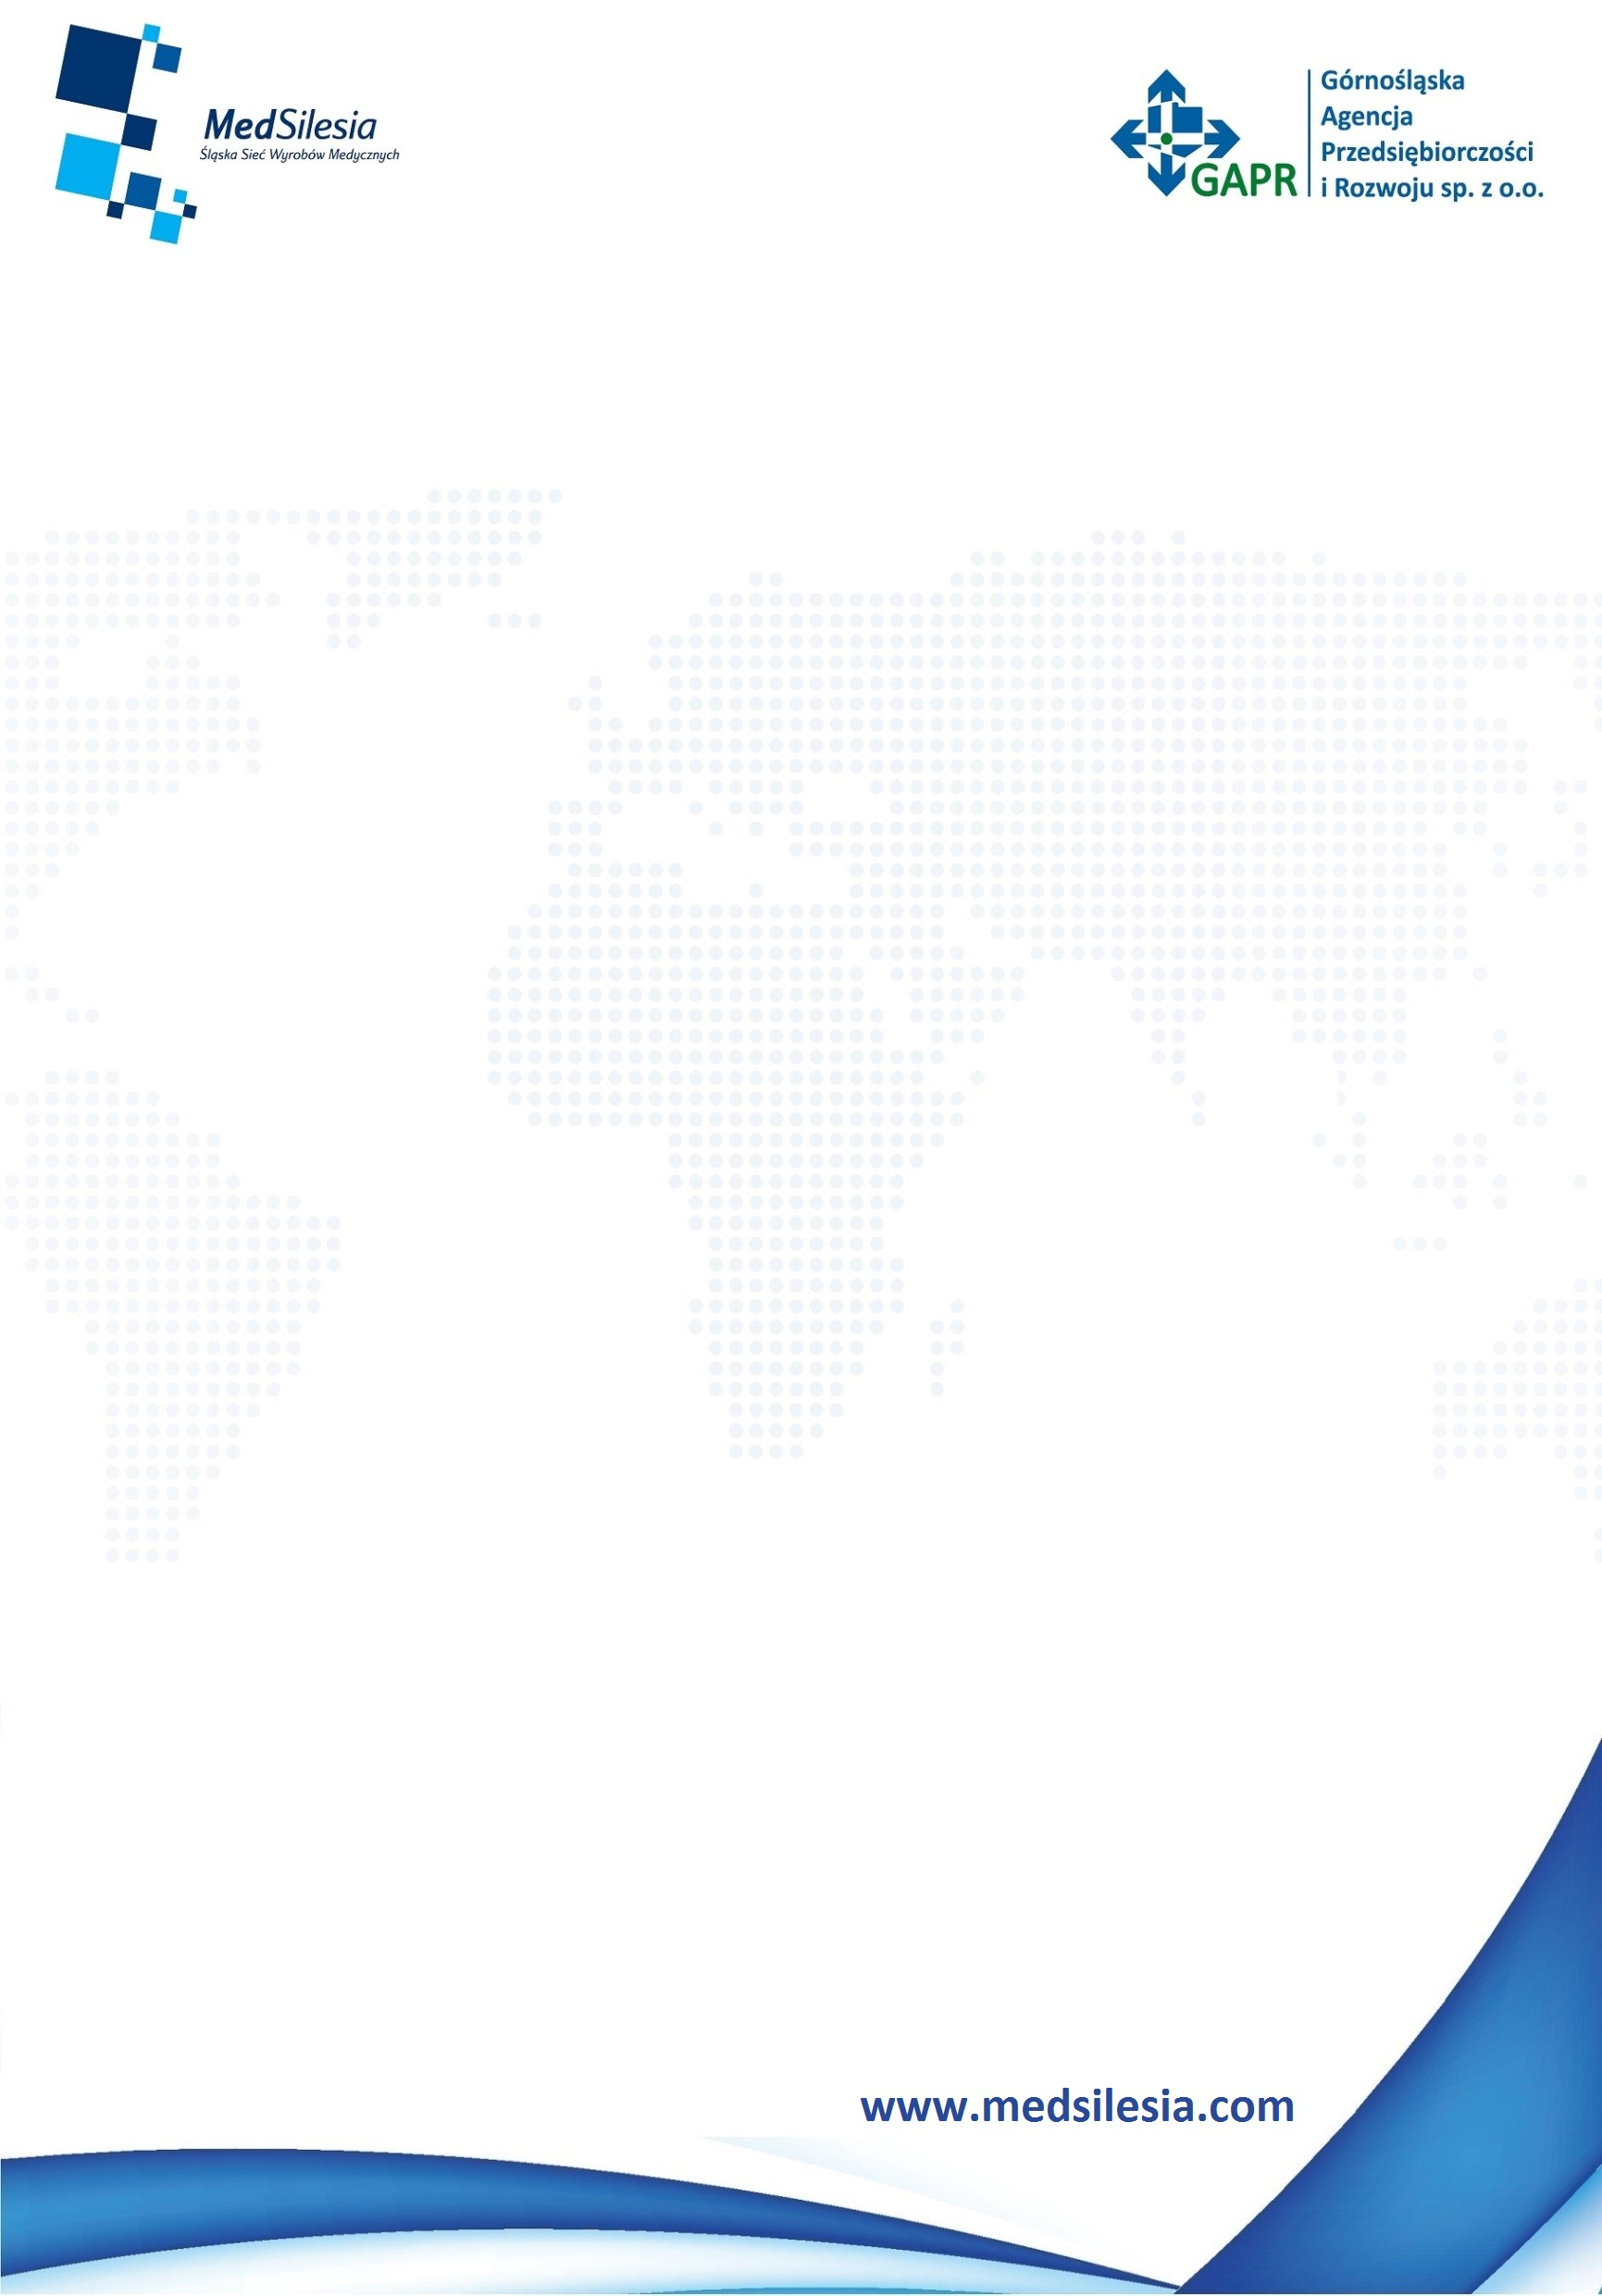 MedSilesia
Śląska Sieć Wyrobów Medycznych
GAPR
Górnośląska
Agencja
Przedsiębiorczości
i Rozwoju sp. z o.o.
www.medsilesia.com